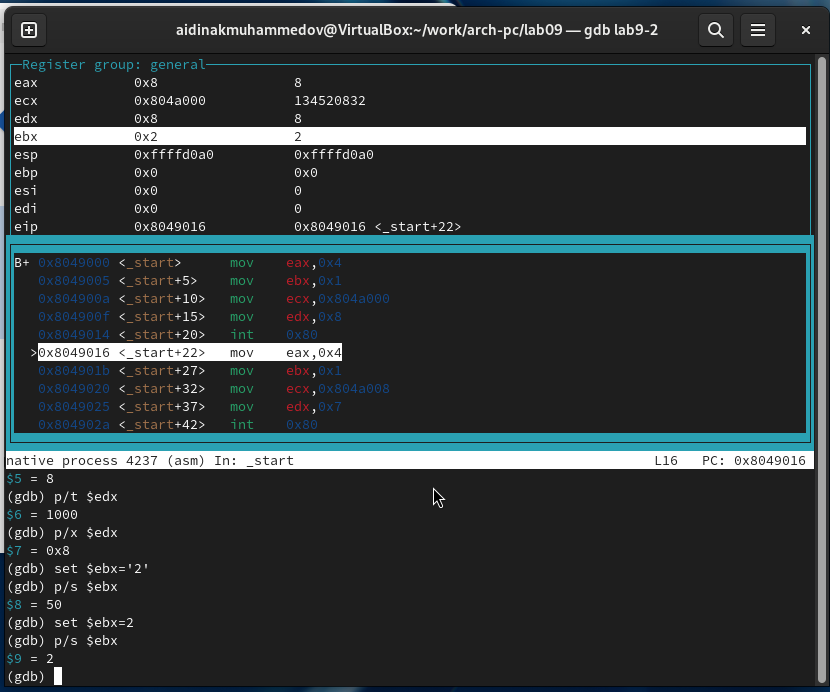 aidinakmuhammedov@VirtualBox:~/work/arch-pc/lab09 — gdb lab9-2
Register group: general
eax 0x8 8
ecx 0x804a000 134520832
edx 0x8 8
ebx 0x2 2
esp 0xffffd0a0 0xffffd0a0
ebp 0x0 0x0
esi 0x0 0
edi 0x0 0
eip 0x8049016 0x8049016 <_start+22>
B+ 0x8049000 <_start> mov eax,0x4
0x8049005 <_start+5> mov ebx,0x1
0x804900a <_start+10> mov ecx,0x804a000
0x804900f <_start+15> mov edx,0x8
0x8049014 <_start+20> int 0x80
>0x8049016 <_start+22> mov eax,0x4
0x804901b <_start+27> mov ebx,0x1
0x8049020 <_start+32> mov ecx,0x804a008
0x8049025 <_start+37> mov edx,0x7
0x804902a <_start+42> int 0x80
native process 4237 (asm) In: _start L16 PC: 0x8049016
$5 = 8
(gdb) p/t $edx
$6 = 1000
(gdb) p/x $edx
$7 = 0x8
(gdb) set $ebx='2'
(gdb) p/s $ebx
$8 = 50
(gdb) set $ebx=2
(gdb) p/s $ebx
$9 = 2
(gdb)